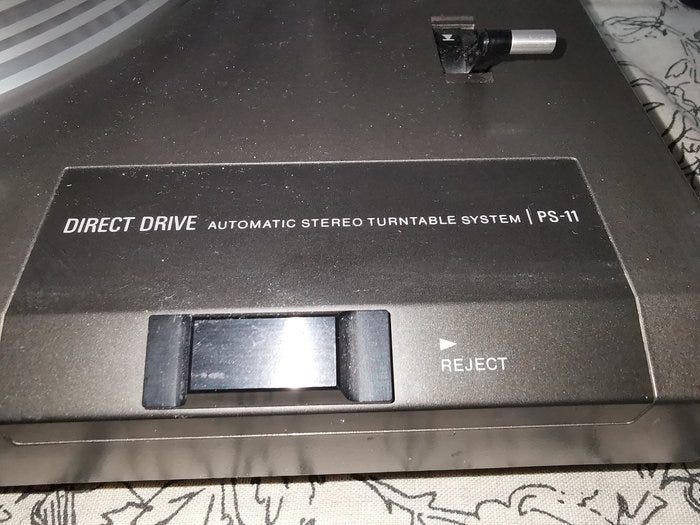 DIRECT DRIVE AUTOMATIC STEREO TURNTABLE SYSTEM | PS-11
REJECT